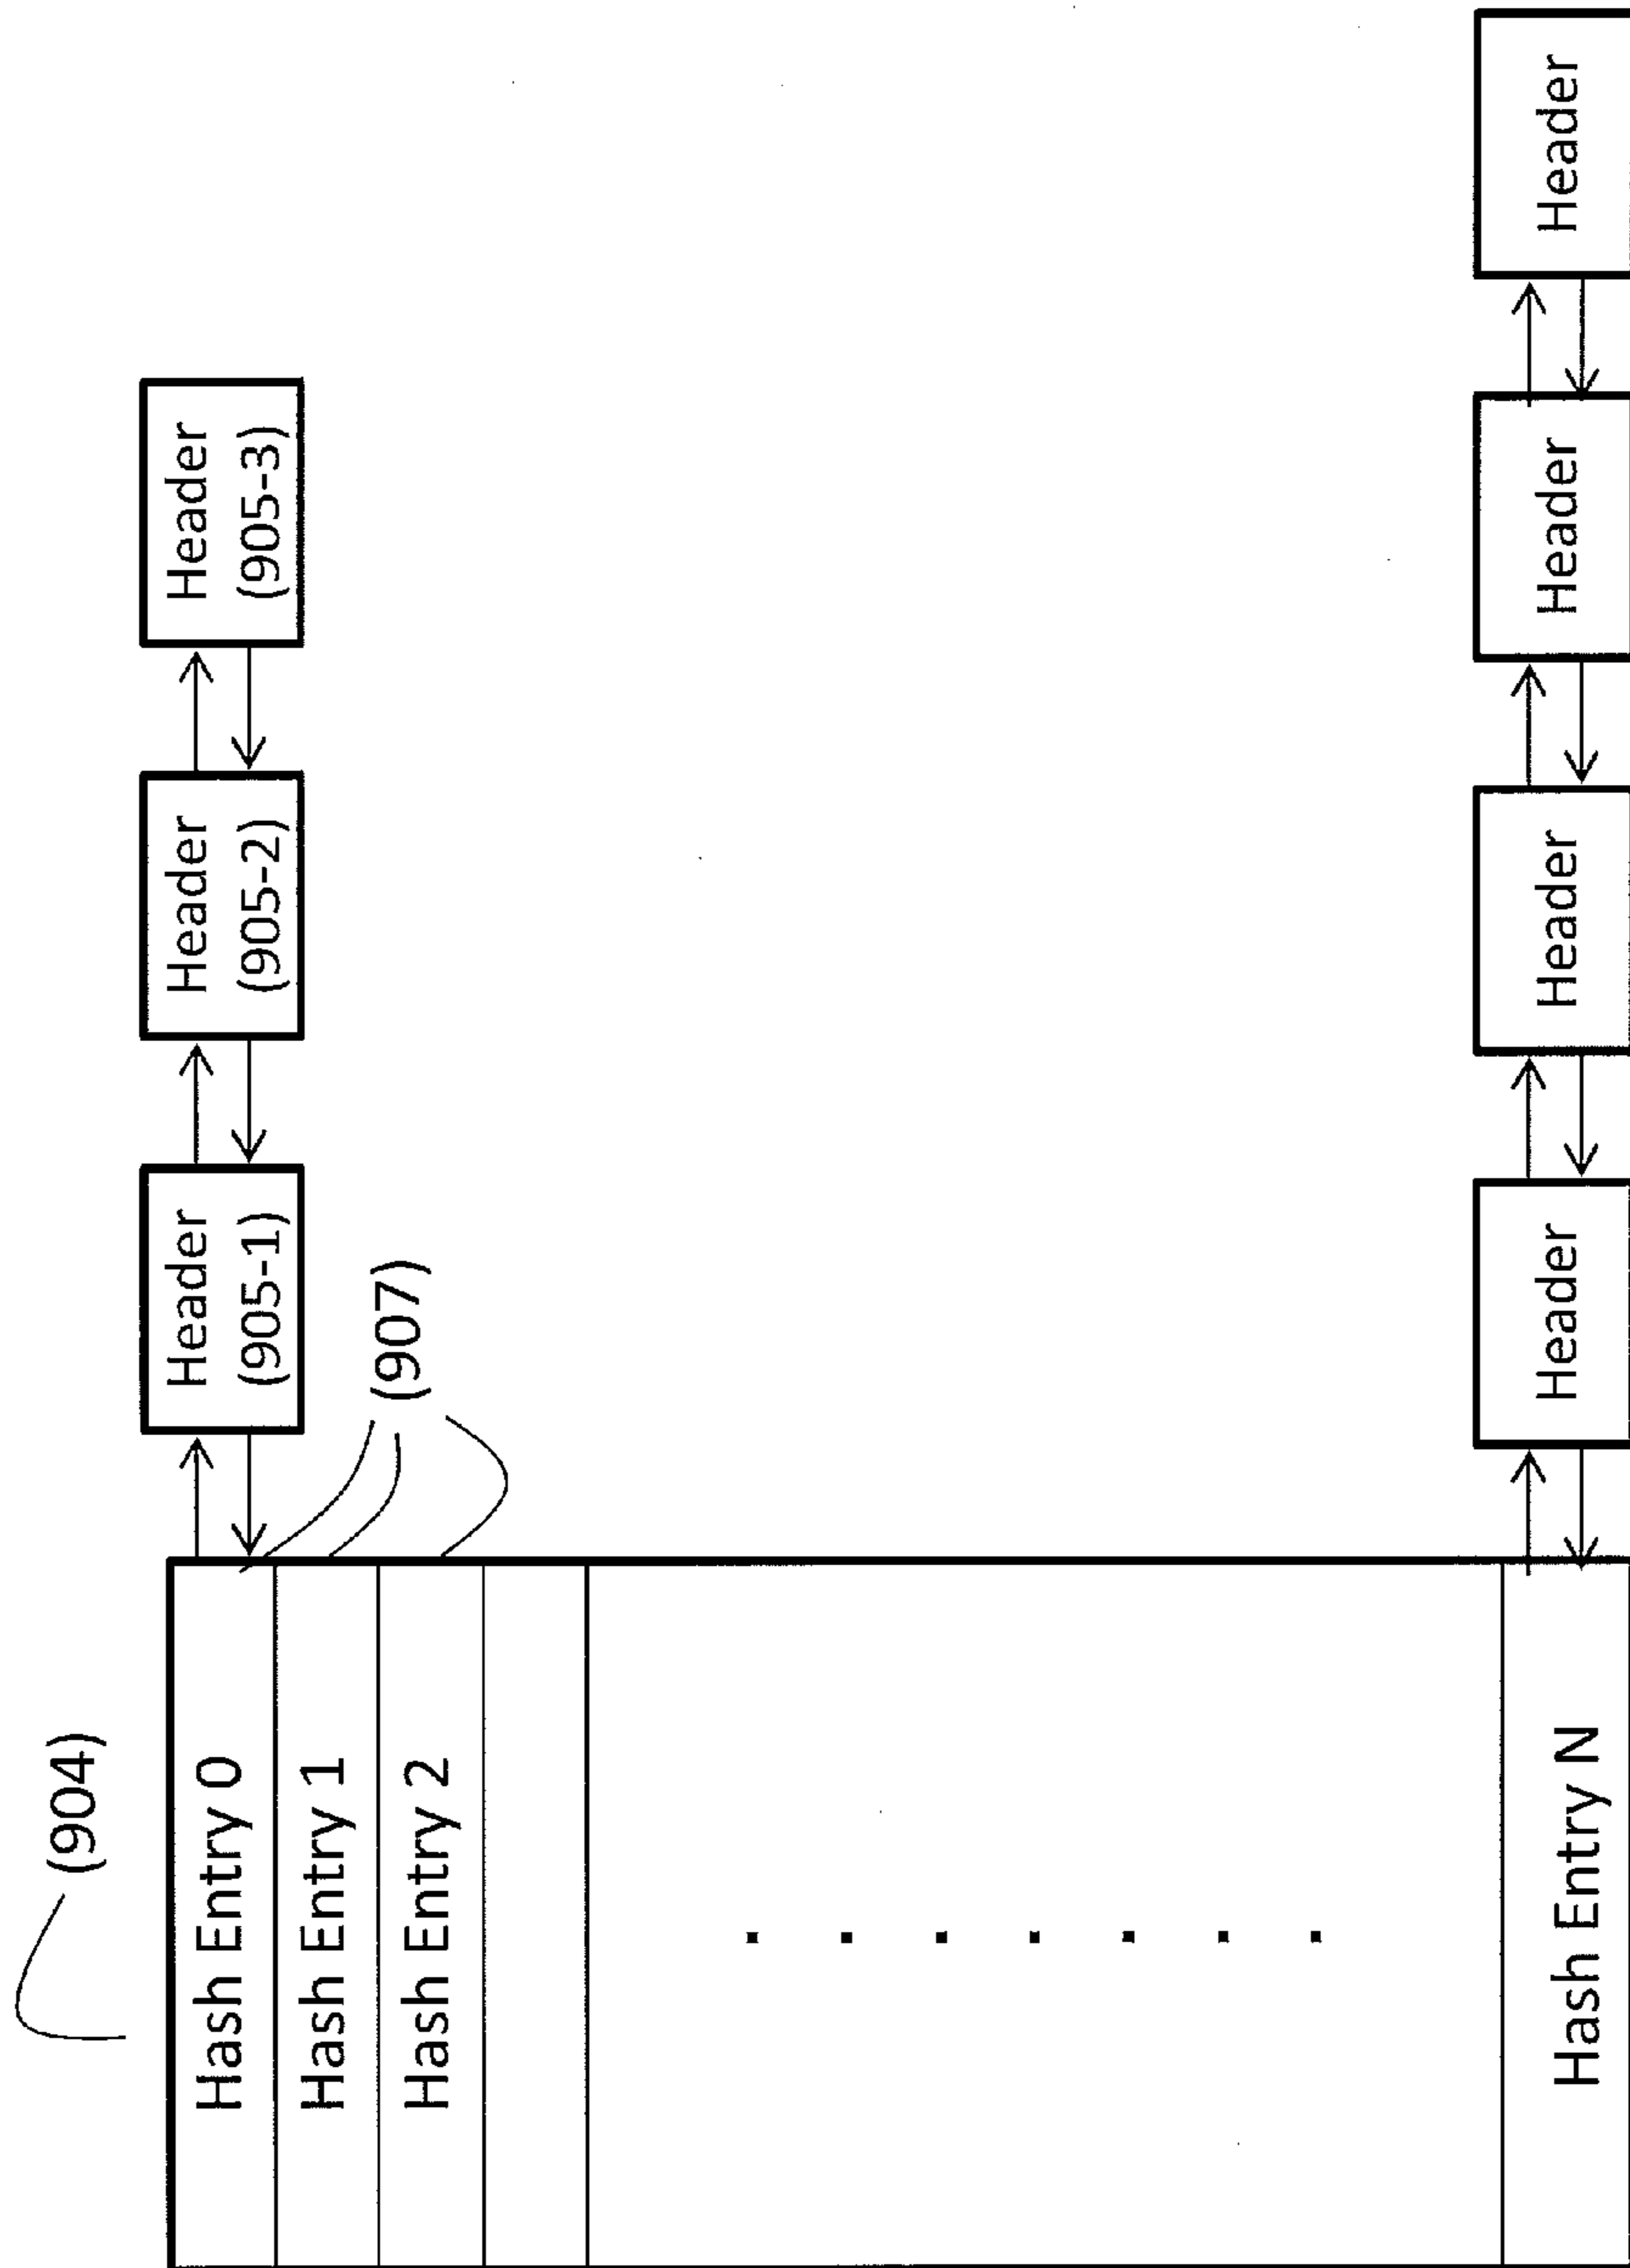 (904)
Hash Entry 0
Header
(905-1)
Header
(905-2)
Header
(905-3)
Hash Entry 1
(907)
Hash Entry 2
Hash Entry N
Header
Header
Header
Header